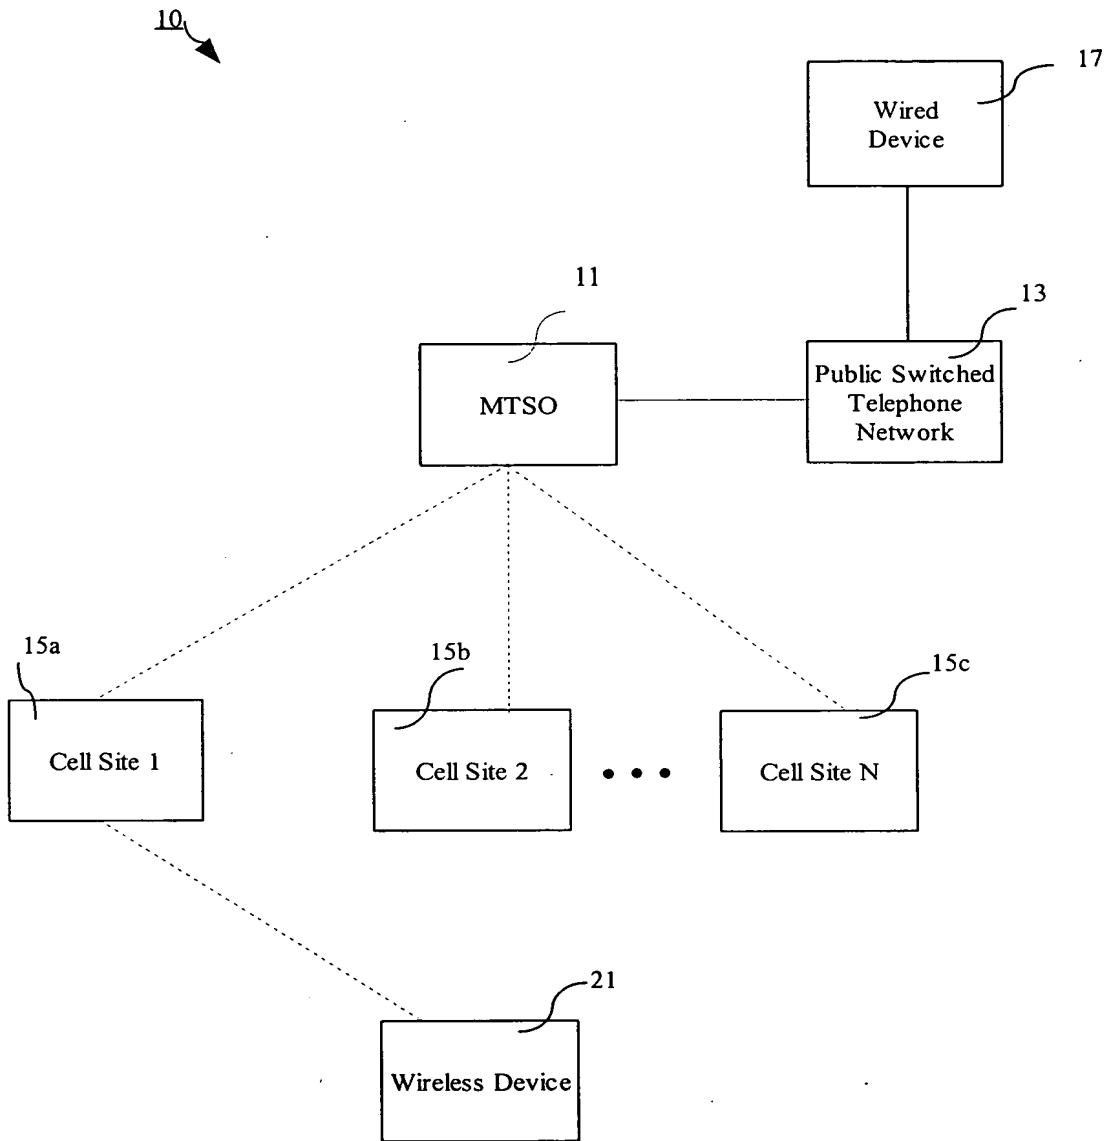 10
17
Wired
Device
11
13
MTSO
Public Switched
Telephone
Network
15a
15b
15c
Cell Site 1
Cell Site 2
Cell Site N
21
Wireless Device